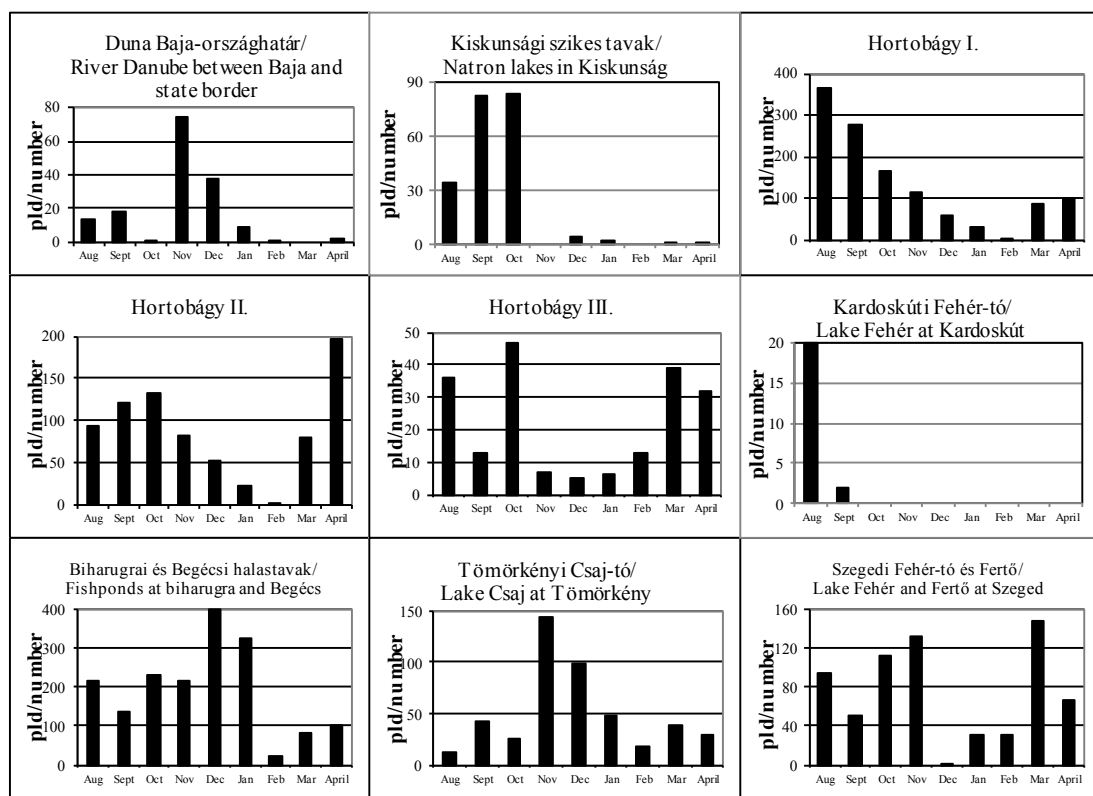 Duna Baja-országhatár/
River Danube between Baja and
state border
pld/number
80
60
40
20
0
Aug Sept Oct Nov Dec Jan Feb Mar April
Kiskunsági szikes tavak/
Natron lakes in Kiskunság
pld/number
90
60
30
0
Aug Sept Oct Nov Dec Jan Feb Mar April
Hortobágy I.
pld/number
400
300
200
100
0
Aug Sept Oct Nov Dec Jan Feb Mar April
Hortobágy II.
pld/number
200
150
100
50
0
Aug Sept Oct Nov Dec Jan Feb Mar April
Hortobágy III.
pld/number
50
40
30
20
10
0
Aug Sept Oct Nov Dec Jan Feb Mar April
Kardoskúti Fehér-tó/
Lake Fehér at Kardoskút
pld/number
20
15
10
5
0
Aug Sept Oct Nov Dec Jan Feb Mar April
Biharugrai és Begécsi halastavak/
Fishponds at biharugra and Begécs
pld/number
400
300
200
100
0
Aug Sept Oct Nov Dec Jan Feb Mar April
Tömörkényi Csaj-tó/
Lake Csaj at Tömörkény
pld/number
150
100
50
0
Aug Sept Oct Nov Dec Jan Feb Mar April
Szegedi Fehér-tó és Fertő/
Lake Fehér and Fertő at Szeged
pld/number
160
120
80
40
0
Aug Sept Oct Nov Dec Jan Feb Mar April